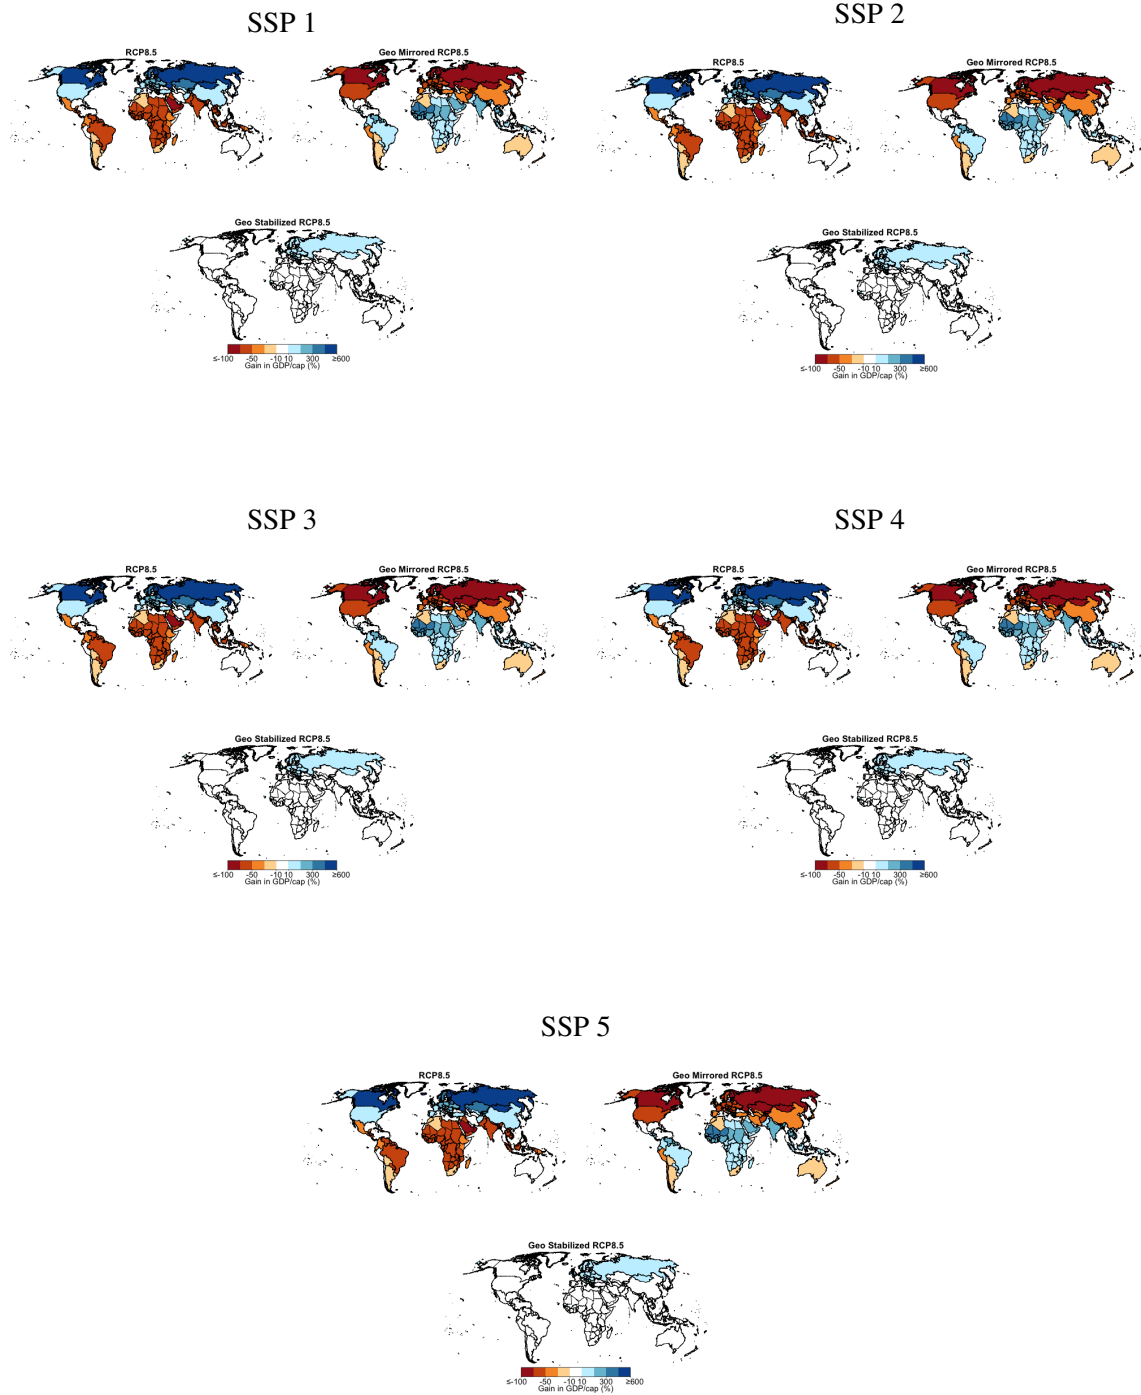 SSP 1
RCP8.5
Geo Mirrored RCP8.5
Geo Stabilized RCP8.5
≤-100 -50 -10 10 300 ≥600
Gain in GDP/cap (%)
SSP 2
RCP8.5
Geo Mirrored RCP8.5
Geo Stabilized RCP8.5
≤-100 -50 -10 10 300 ≥600
Gain in GDP/cap (%)
SSP 3
RCP8.5
Geo Mirrored RCP8.5
Geo Stabilized RCP8.5
≤-100 -50 -10 10 300 ≥600
Gain in GDP/cap (%)
SSP 4
RCP8.5
Geo Mirrored RCP8.5
Geo Stabilized RCP8.5
≤-100 -50 -10 10 300 ≥600
Gain in GDP/cap (%)
SSP 5
RCP8.5
Geo Mirrored RCP8.5
Geo Stabilized RCP8.5
≤-100 -50 -10 10 300 ≥600
Gain in GDP/cap (%)